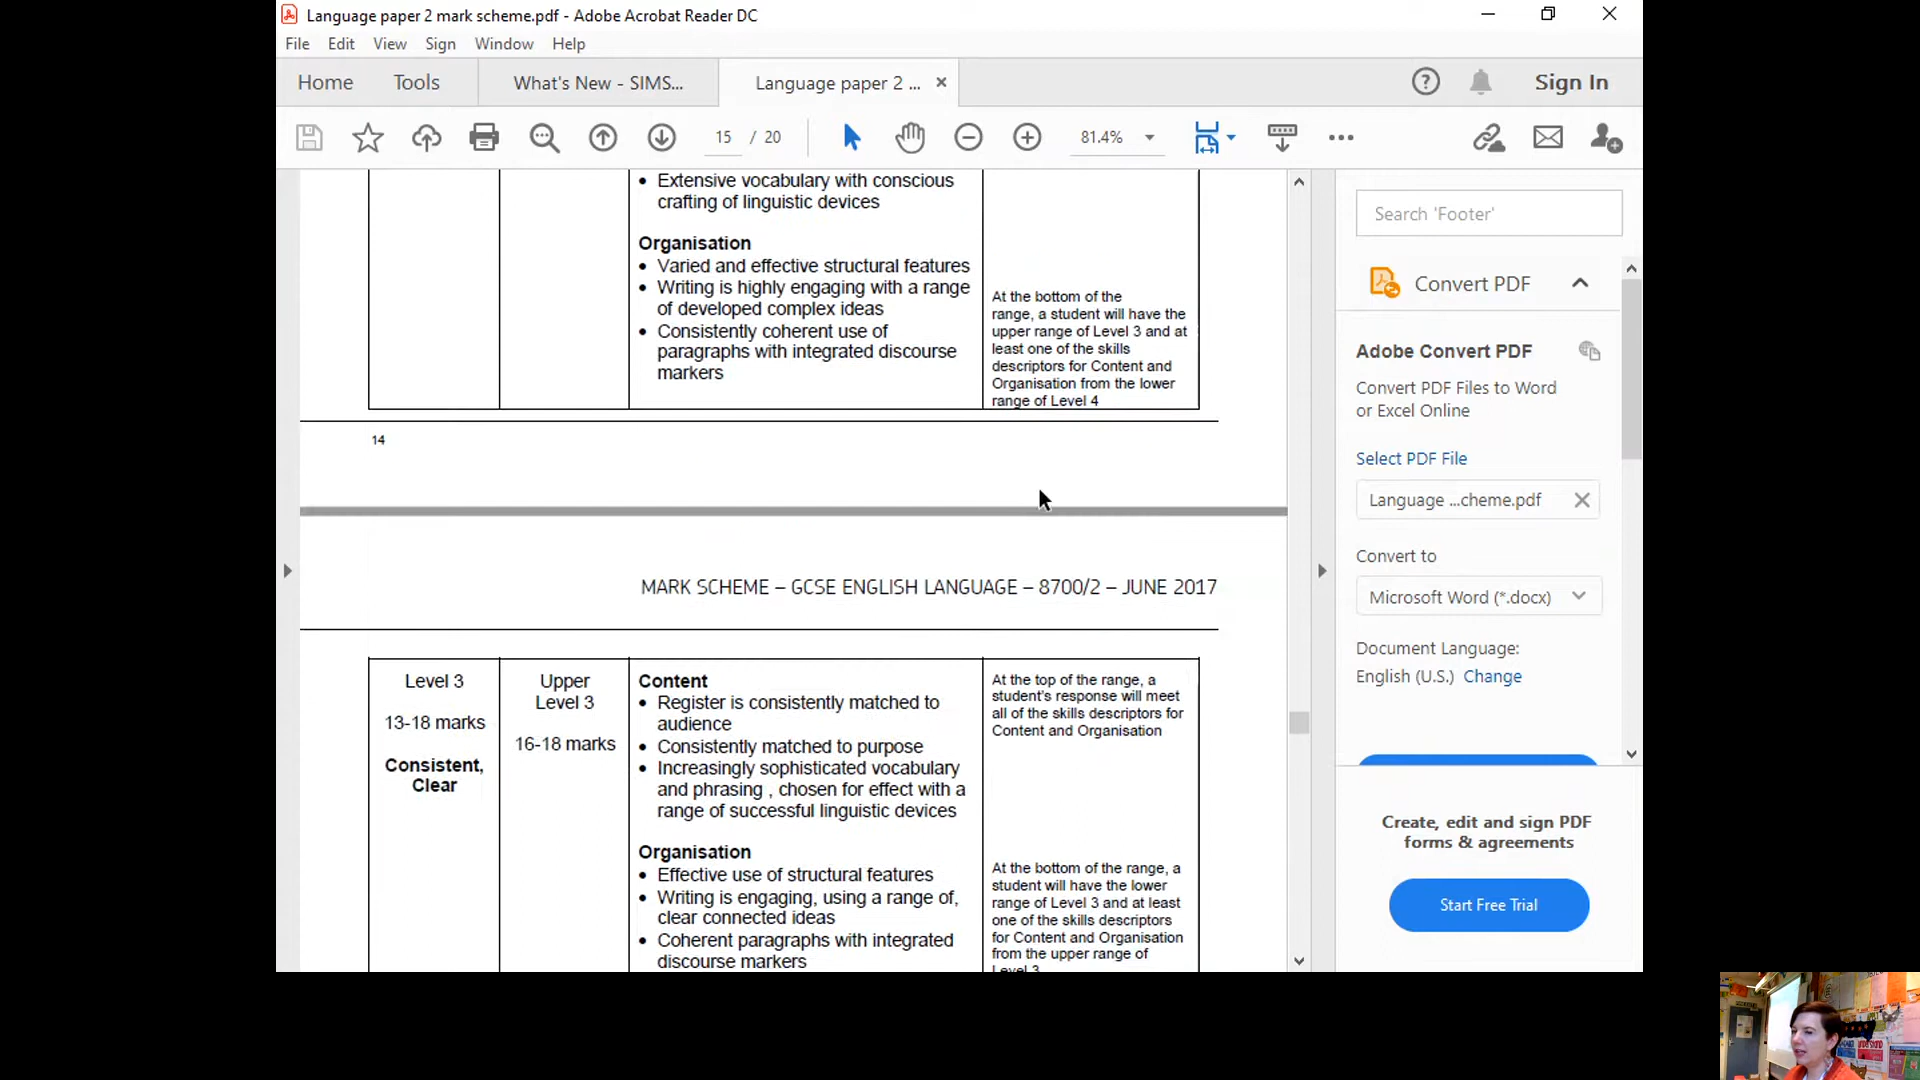 Language paper 2 mark scheme.pdf - Adobe Acrobat Reader DC
File Edit View Sign Window Help
Home Tools What's New - SIMS... Language paper 2 ... Sign In
15 / 20 81.4%
• Extensive vocabulary with conscious
crafting of linguistic devices
Organisation
• Varied and effective structural features
• Writing is highly engaging with a range
of developed complex ideas
• Consistently coherent use of
paragraphs with integrated discourse
markers
At the bottom of the
range, a student will have the
upper range of Level 3 and at
least one of the skills
descriptors for Content and
Organisation from the lower
range of Level 4
14
MARK SCHEME – GCSE ENGLISH LANGUAGE – 8700/2 – JUNE 2017
Level 3
13-18 marks
Consistent,
Clear
Upper
Level 3
16-18 marks
Content
• Register is consistently matched to
audience
• Consistently matched to purpose
• Increasingly sophisticated vocabulary
and phrasing , chosen for effect with a
range of successful linguistic devices
Organisation
• Effective use of structural features
• Writing is engaging, using a range of,
clear connected ideas
• Coherent paragraphs with integrated
discourse markers
At the top of the range, a
student's response will meet
all of the skills descriptors for
Content and Organisation
At the bottom of the range, a
student will have the lower
range of Level 3 and at least
one of the skills descriptors
for Content and Organisation
from the upper range of
Level 3
Search 'Footer'
Convert PDF
Adobe Convert PDF
Convert PDF Files to Word
or Excel Online
Select PDF File
Language ...cheme.pdf
Convert to
Microsoft Word (*.docx)
Document Language:
English (U.S.) Change
Create, edit and sign PDF
forms & agreements
Start Free Trial